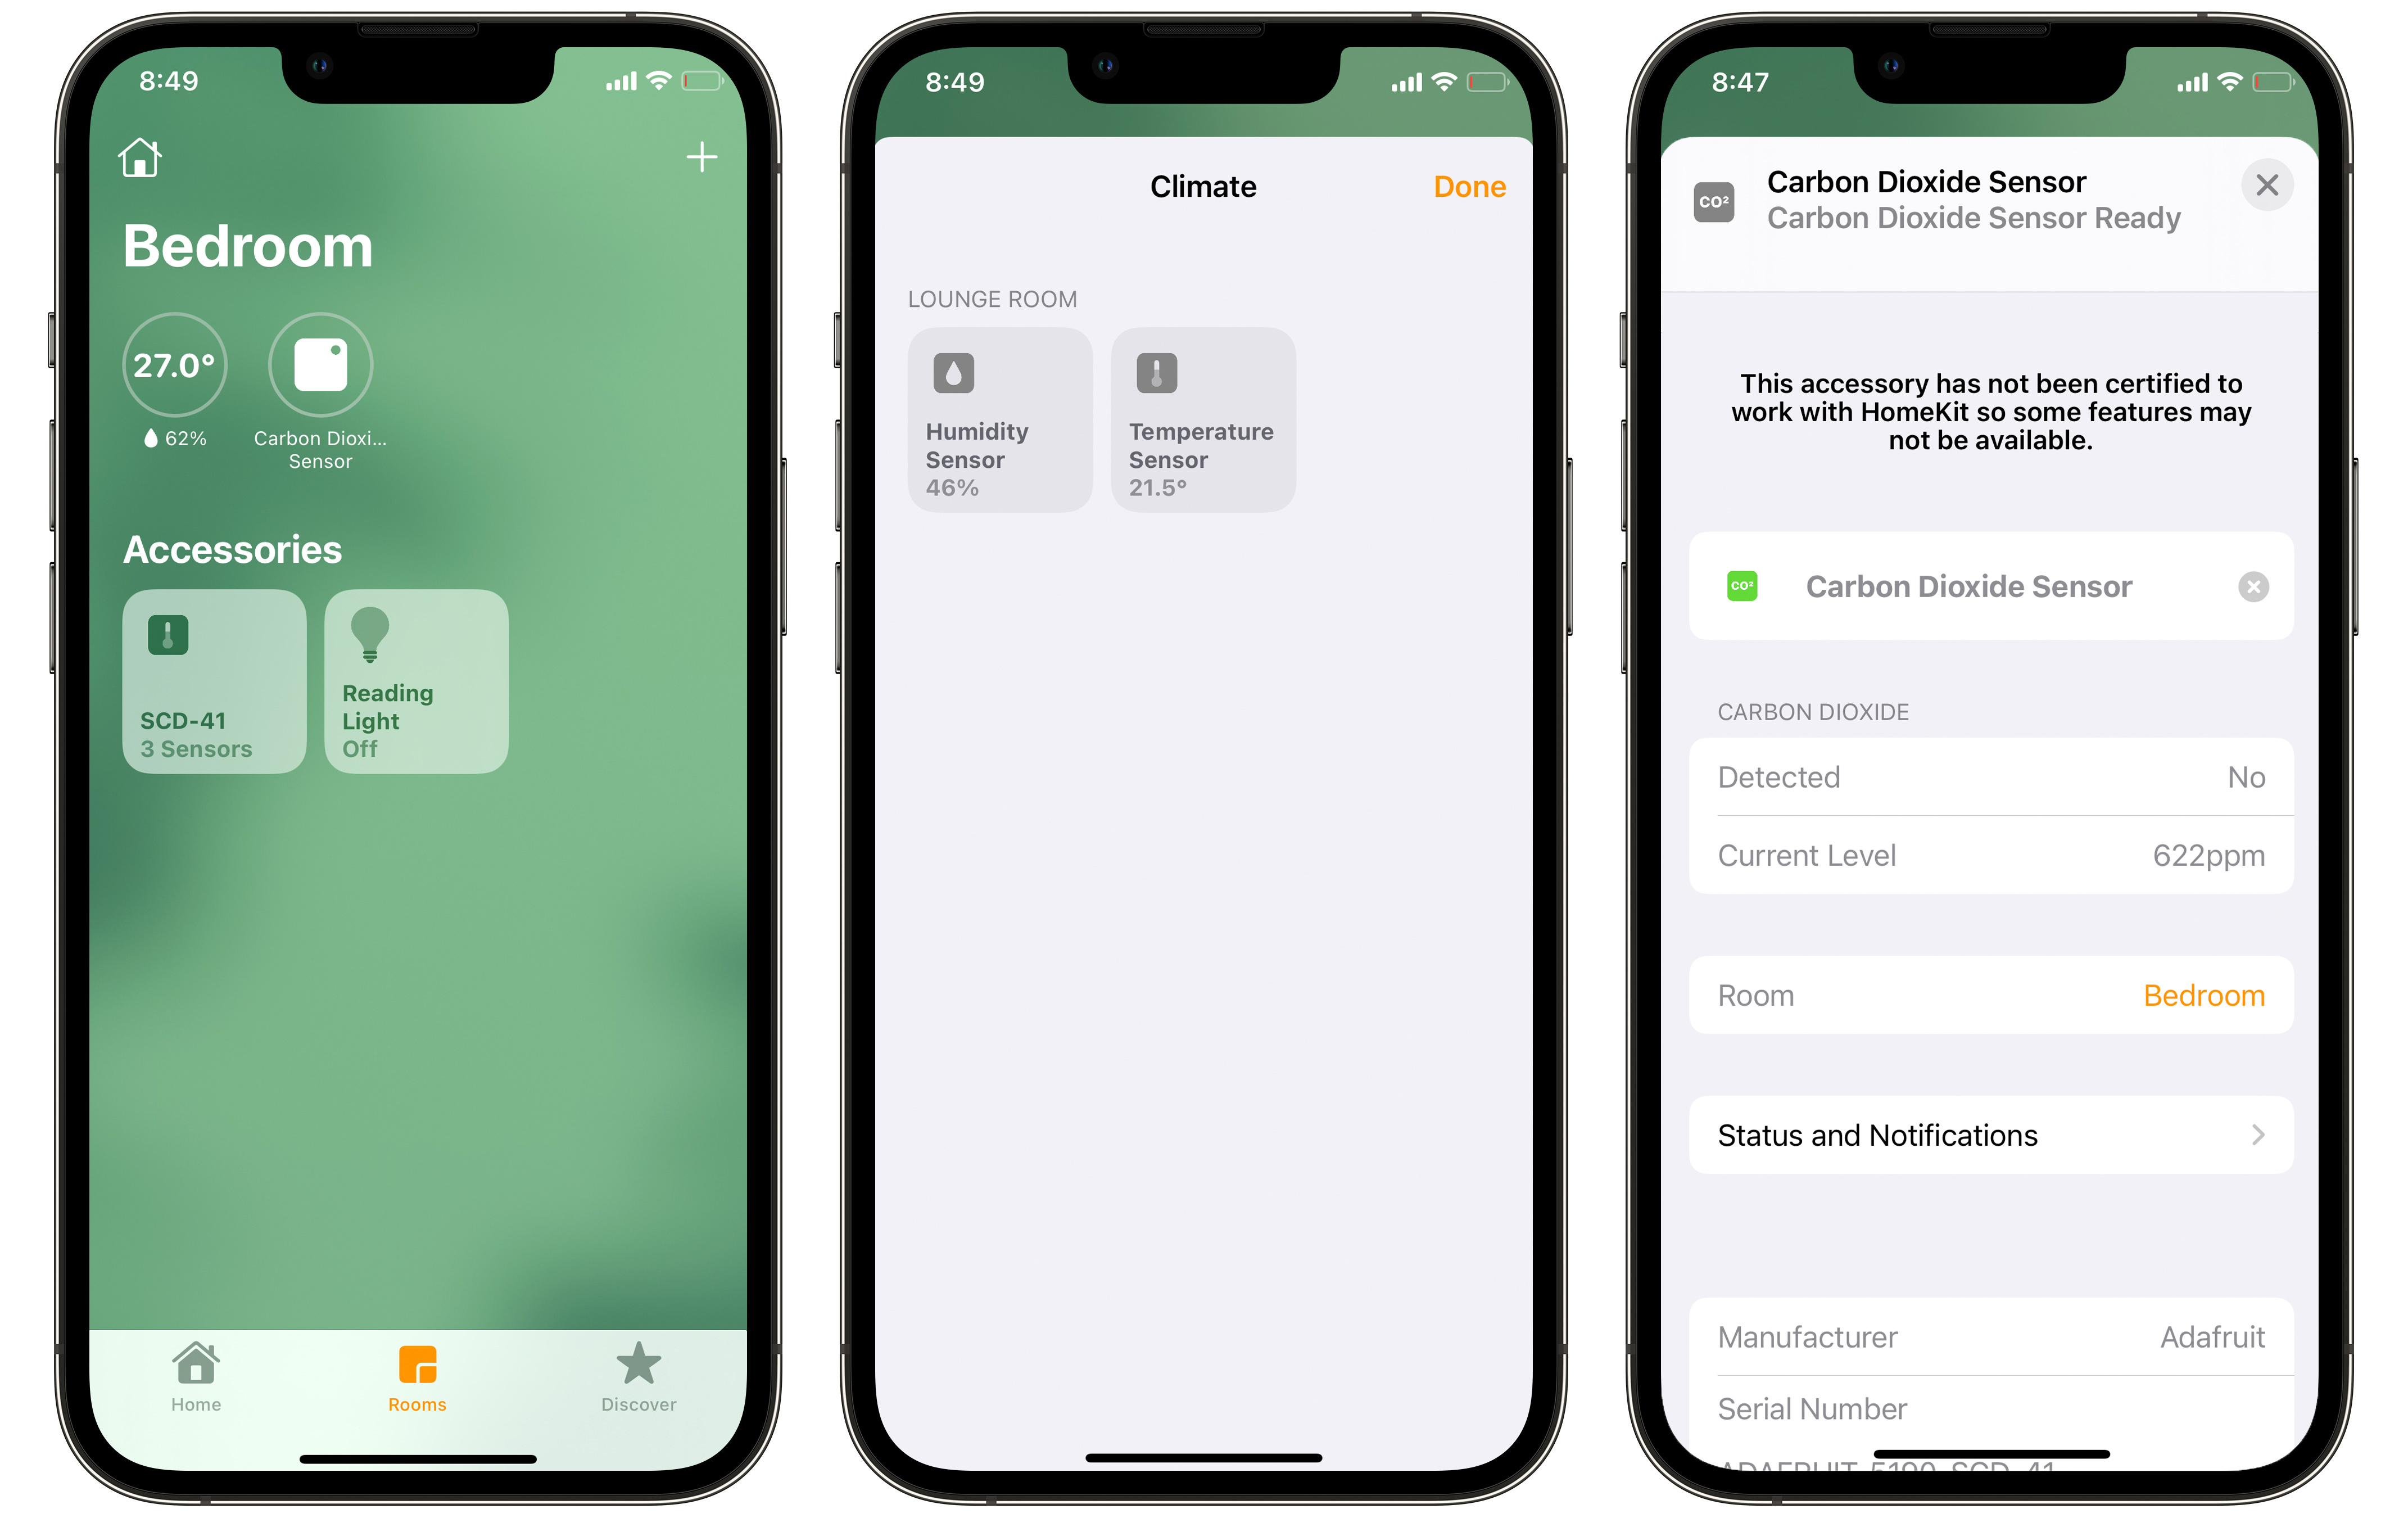 8:49
Bedroom
27.0°
62%
Carbon Dioxi...
Sensor
Accessories
SCD-41
3 Sensors
Reading
Light
Off
Home
Rooms
Discover
8:49
Climate
Done
LOUNGE ROOM
Humidity
Sensor
46%
Temperature
Sensor
21.5°
8:47
CO²
Carbon Dioxide Sensor
Carbon Dioxide Sensor Ready
This accessory has not been certified to
work with HomeKit so some features may
not be available.
CO²
Carbon Dioxide Sensor
CARBON DIOXIDE
Detected No
Current Level 622ppm
Room Bedroom
Status and Notifications
Manufacturer Adafruit
Serial Number
ADAFRUIT-5190-SCD-41